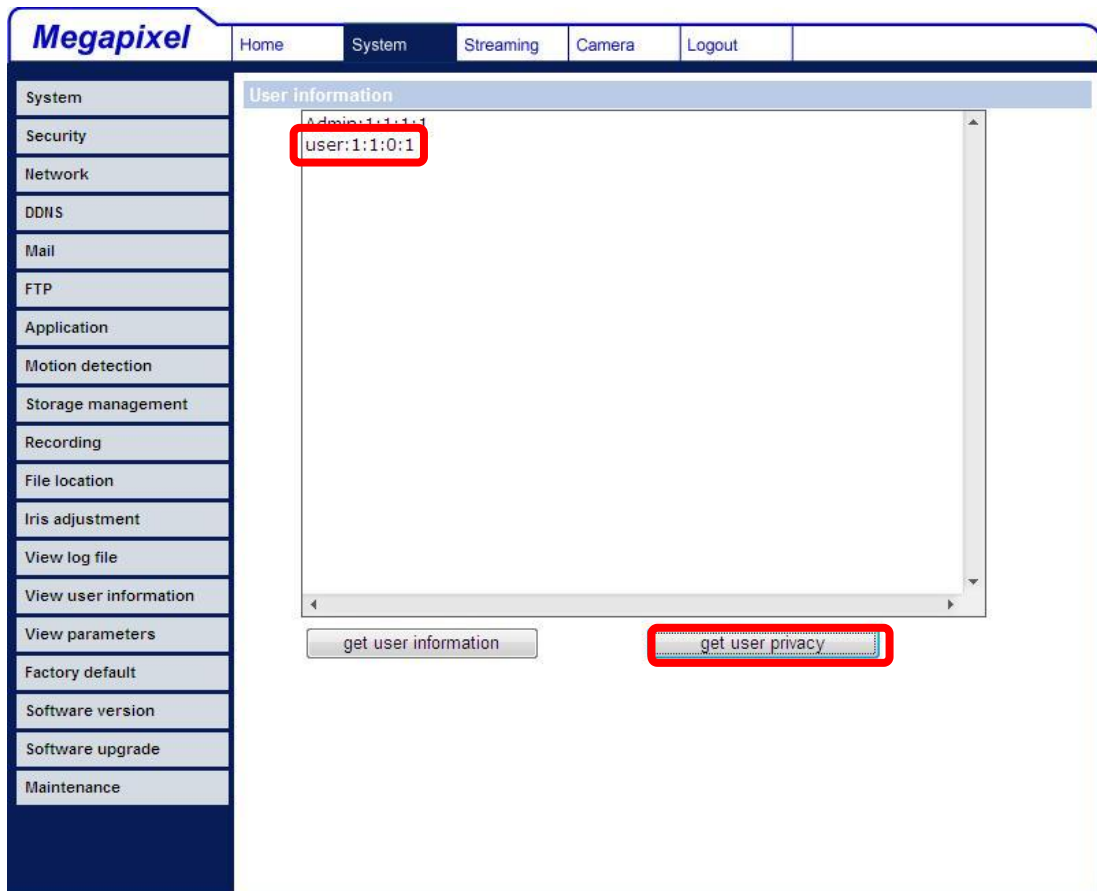 Megapixel
Home System Streaming Camera Logout
System
Security
Network
DDNS
Mail
FTP
Application
Motion detection
Storage management
Recording
File location
Iris adjustment
View log file
View user information
View parameters
Factory default
Software version
Software upgrade
Maintenance
User information
Admin:1:1:1:1
user:1:1:0:1
get user information get user privacy